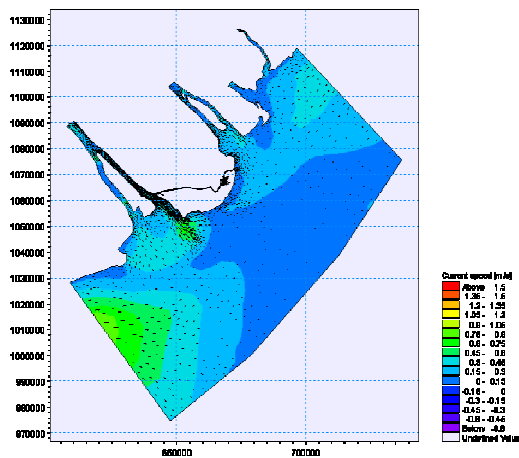 1130000
1120000
1110000
1100000
1090000
1080000
1070000
1060000
1050000
1040000
1030000
1020000
1010000
1000000
990000
980000
970000
660000
700000
Current speed [m/s]
Above 1.5
1.35 - 1.5
1.2 - 1.35
1.05 - 1.2
0.9 - 1.05
0.75 - 0.9
0.6 - 0.75
0.45 - 0.6
0.3 - 0.45
0.15 - 0.3
0 - 0.15
-0.15 - 0
-0.3 - -0.15
-0.45 - -0.3
-0.6 - -0.45
Below -0.6
Undefined Value